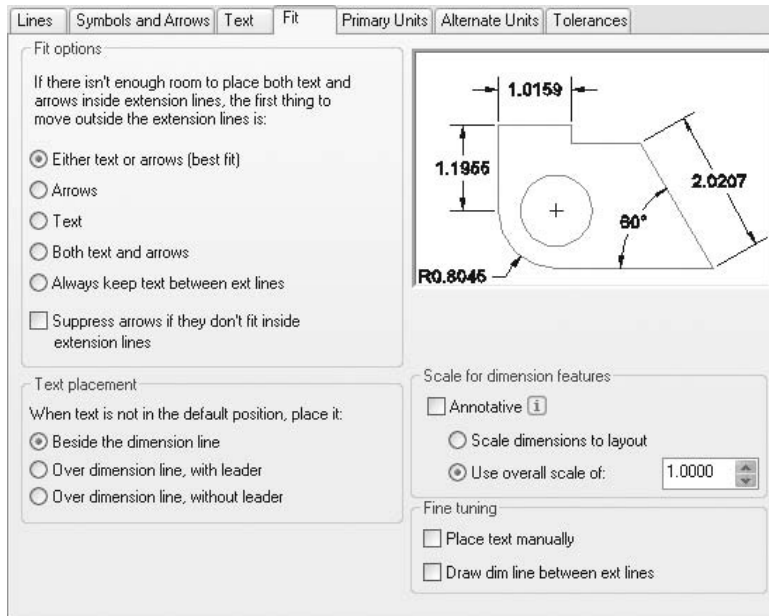 Lines
Symbols and Arrows
Text
Fit
Primary Units
Alternate Units
Tolerances
Fit options
If there isn't enough room to place both text and
arrows inside extension lines, the first thing to
move outside the extension lines is:
Either text or arrows (best fit)
Arrows
Text
Both text and arrows
Always keep text between ext lines
Suppress arrows if they don't fit inside
extension lines
Text placement
When text is not in the default position, place it:
Beside the dimension line
Over dimension line, with leader
Over dimension line, without leader
1.0159
1.1955
2.0207
60°
R0.8045
Scale for dimension features
Annotative
Scale dimensions to layout
Use overall scale of:
1.0000
Fine tuning
Place text manually
Draw dim line between ext lines